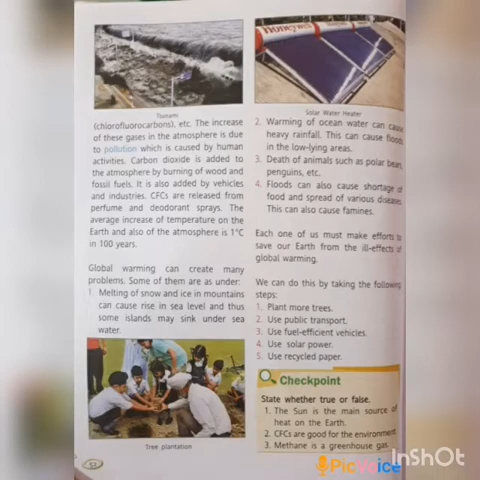 Tsunami
(chlorofluorocarbons), etc. The increase
of these gases in the atmosphere is due
to pollution which is caused by human
activities. Carbon dioxide is added to
the atmosphere by burning of wood and
fossil fuels. It is also added by vehicles
and industries. CFCs are released from
perfume and deodorant sprays. The
average increase of temperature on the
Earth and also of the atmosphere is 1°C
in 100 years.
Global warming can create many
problems. Some of them are as under:
1. Melting of snow and ice in mountains
can cause rise in sea level and thus
some islands may sink under sea
water.
Tree plantation
53
Honeywell
Solar Water Heater
2. Warming of ocean water can cause
heavy rainfall. This can cause floods
in the low-lying areas.
3. Death of animals such as polar bears,
penguins, etc.
4. Floods can also cause shortage of
food and spread of various diseases.
This can also cause famines.
Each one of us must make efforts to
save our Earth from the ill-effects of
global warming.
We can do this by taking the following
steps:
1. Plant more trees.
2. Use public transport.
3. Use fuel-efficient vehicles.
4. Use solar power.
5. Use recycled paper.
Checkpoint
State whether true or false.
1. The Sun is the main source of
heat on the Earth.
2. CFCs are good for the environment.
3. Methane is a greenhouse gas.
PicVoice
InShOt